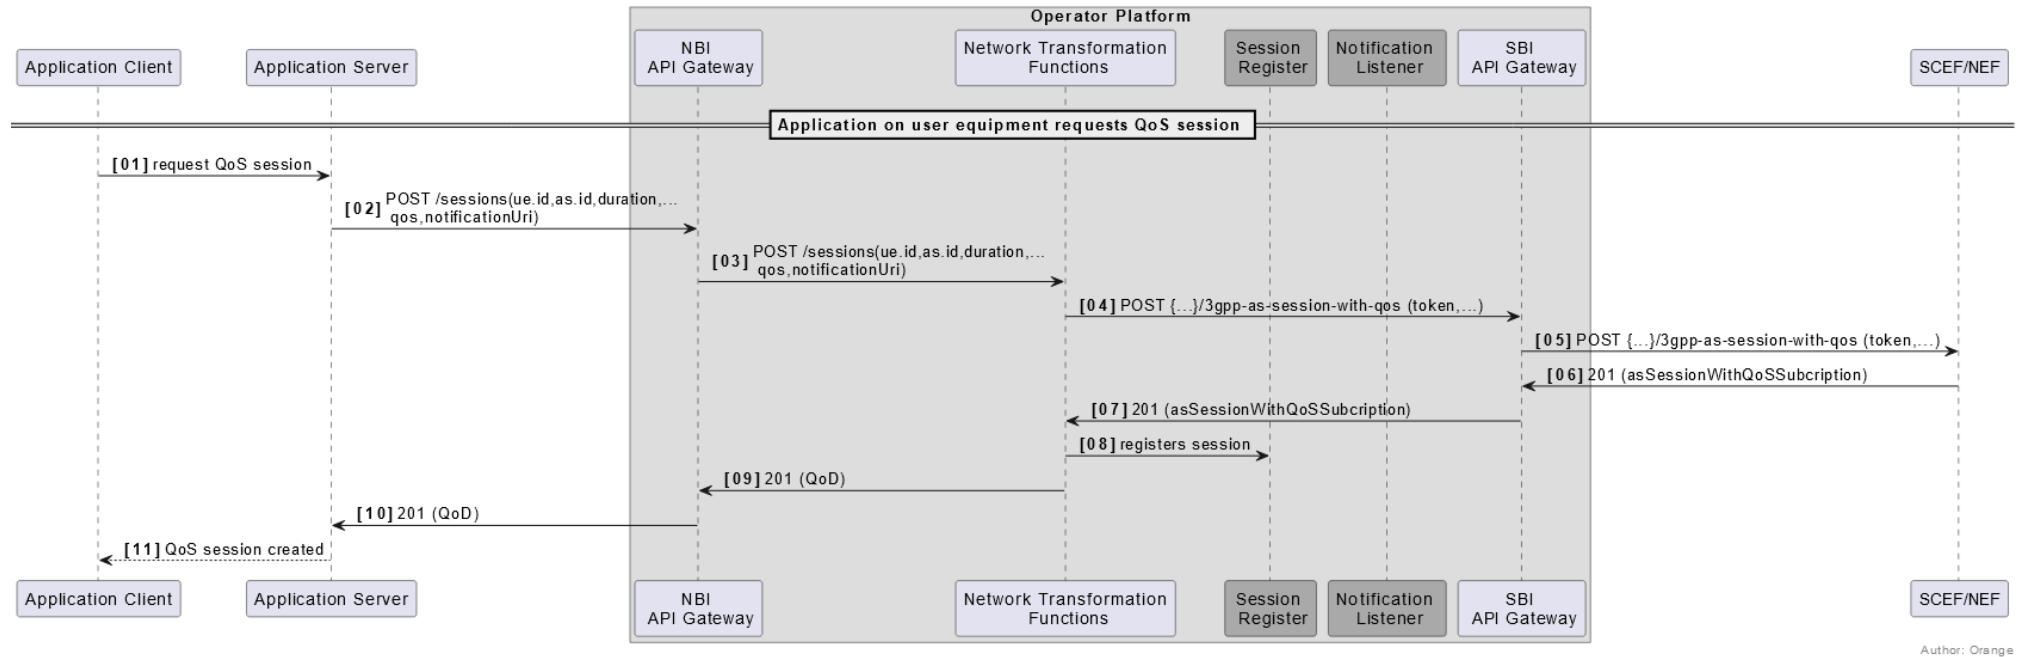 Operator Platform
Application Client
Application Server
NBI
API Gateway
Network Transformation
Functions
Session
Register
Notification
Listener
SBI
API Gateway
SCEF/NEF
Application on user equipment requests QoS session
[01] request QoS session
[02] POST /sessions(ue.id,as.id,duration,...
qos,notificationUri)
[03] POST /sessions(ue.id,as.id,duration,...
qos,notificationUri)
[04] POST {...}/3gpp-as-session-with-qos (token,...)
[05] POST {...}/3gpp-as-session-with-qos (token,...)
[06] 201 (asSessionWithQoSSubcription)
[07] 201 (asSessionWithQoSSubcription)
[08] registers session
[09] 201 (QoD)
[10] 201 (QoD)
[11] QoS session created
Application Client
Application Server
NBI
API Gateway
Network Transformation
Functions
Session
Register
Notification
Listener
SBI
API Gateway
SCEF/NEF
Author: Orange